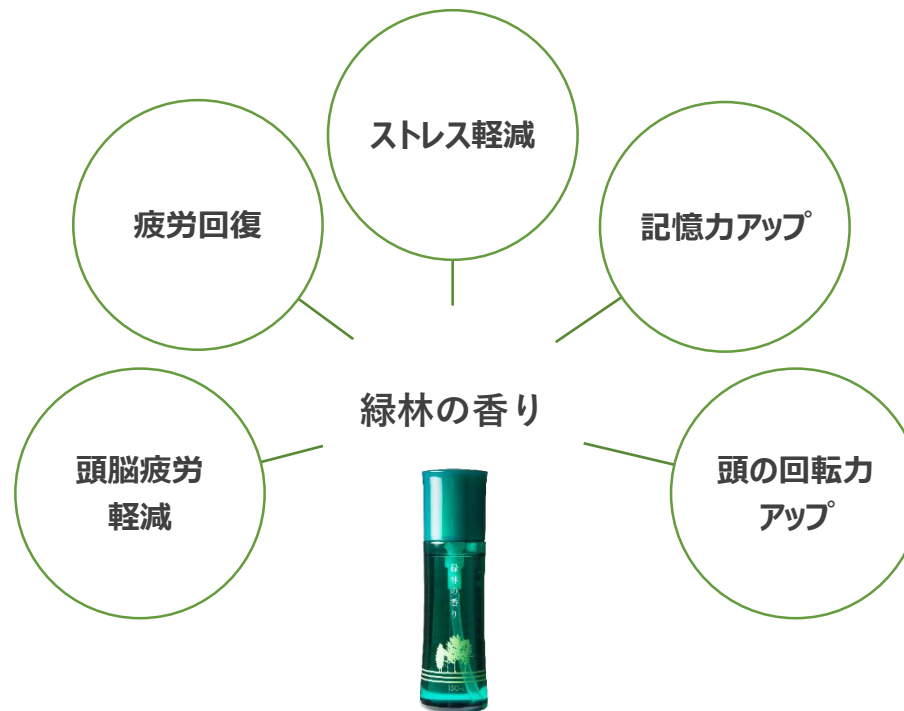 ストレス軽減
疲労回復
記憶力アップ
緑林の香り
頭脳疲労
軽減
頭の回転力
アップ
緑林の香り